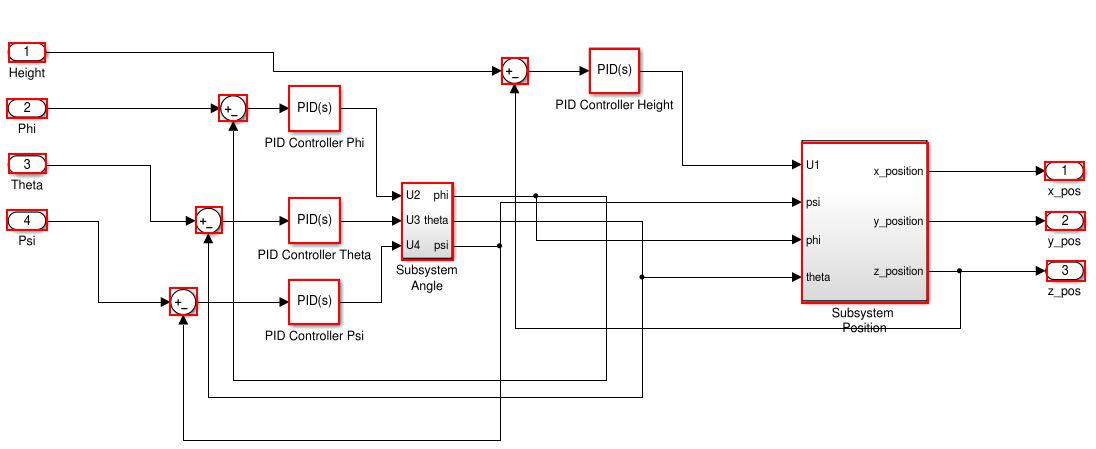 1
Height
2
Phi
3
Theta
4
Psi
+
−
PID(s)
PID Controller Height
+
−
PID(s)
PID Controller Phi
+
−
PID(s)
PID Controller Theta
+
−
PID(s)
PID Controller Psi
U2 phi
U3 theta
U4 psi
Subsystem
Angle
U1
psi
phi
theta
x_position
y_position
z_position
Subsystem
Position
1
x_pos
2
y_pos
3
z_pos